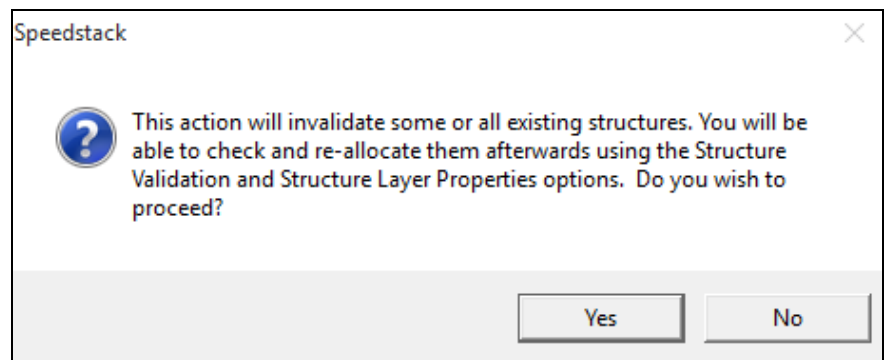 Speedstack
This action will invalidate some or all existing structures. You will be
able to check and re-allocate them afterwards using the Structure
Validation and Structure Layer Properties options.  Do you wish to
proceed?
Yes
No